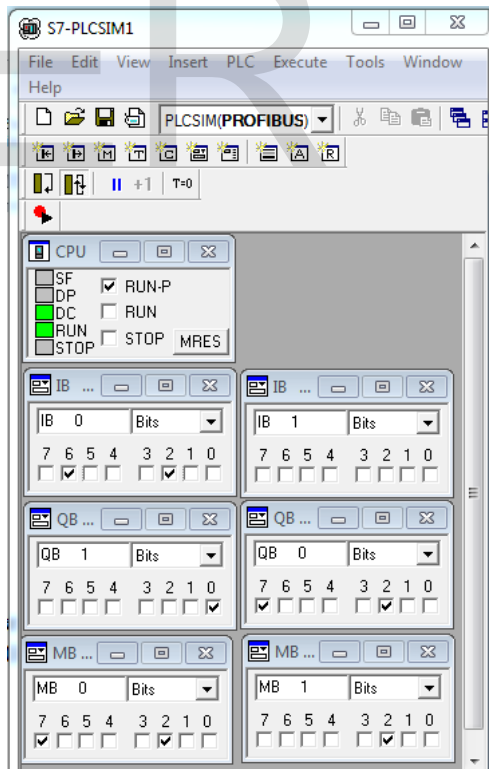 S7-PLCSIM1
File Edit View Insert PLC Execute Tools Window
Help
PLCSIM(PROFIBUS)
+1 T=0
CPU
SF
DP
DC
RUN
STOP
RUN-P
RUN
STOP MRES
IB ... IB ...
IB 0 Bits IB 1 Bits
7 6 5 4 3 2 1 0 7 6 5 4 3 2 1 0
QB ... QB ...
QB 1 Bits QB 0 Bits
7 6 5 4 3 2 1 0 7 6 5 4 3 2 1 0
MB ... MB ...
MB 0 Bits MB 1 Bits
7 6 5 4 3 2 1 0 7 6 5 4 3 2 1 0